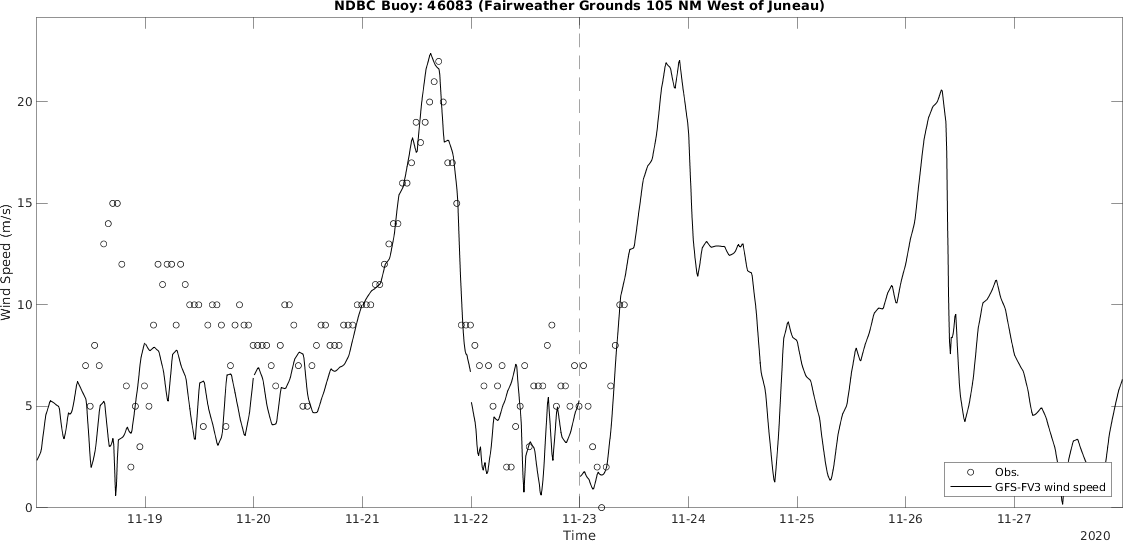 NDBC Buoy: 46083 (Fairweather Grounds 105 NM West of Juneau)
Wind Speed (m/s)
20
15
10
5
0
Obs.
GFS-FV3 wind speed
11-19 11-20 11-21 11-22 11-23 11-24 11-25 11-26 11-27
Time
2020